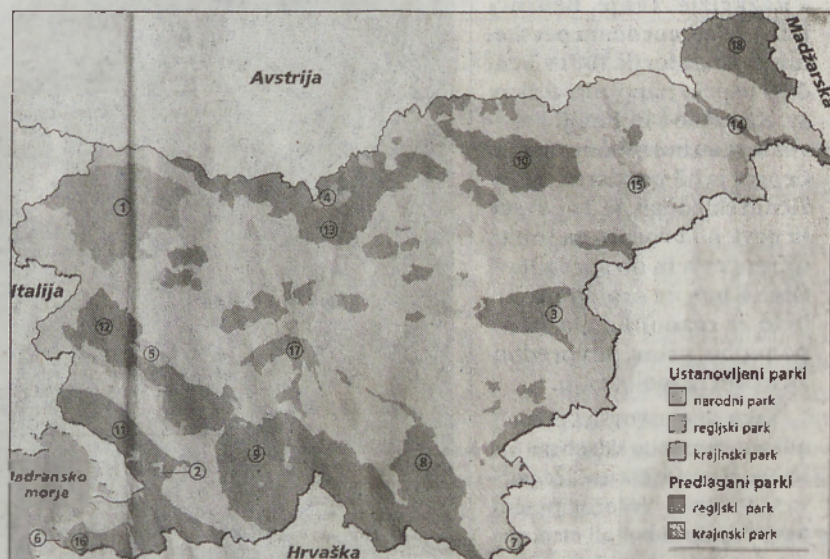 Avstrija
Madžarska
18
14
10
15
4
13
1
Italija
12
3
5
17
11
2
9
8
Jadransko
morje
6
16
7
Hrvaška
Ustanovljeni parki
narodni park
regijski park
krajinski park
Predlagani parki
regijski park
krajinski park